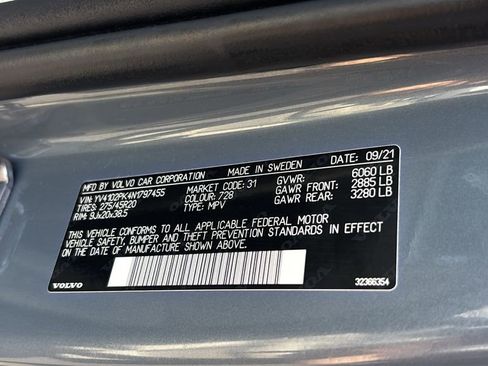 MFD. BY VOLVO CAR CORPORATION MADE IN SWEDEN DATE: 09/21
VIN: YV4102PK4N1797455 MARKET CODE: 31 GVWR: 6060 LB
TIRES: 275/45R20 COLOUR: 728 GAWR FRONT: 2885 LB
RIM: 9Jx20x38.5 TYPE: MPV GAWR REAR: 3280 LB
THIS VEHICLE CONFORMS TO ALL APPLICABLE FEDERAL MOTOR
VEHICLE SAFETY, BUMPER AND THEFT PREVENTION STANDARDS IN EFFECT
ON THE DATE OF MANUFACTURE SHOWN ABOVE.
VOLVO 32366354